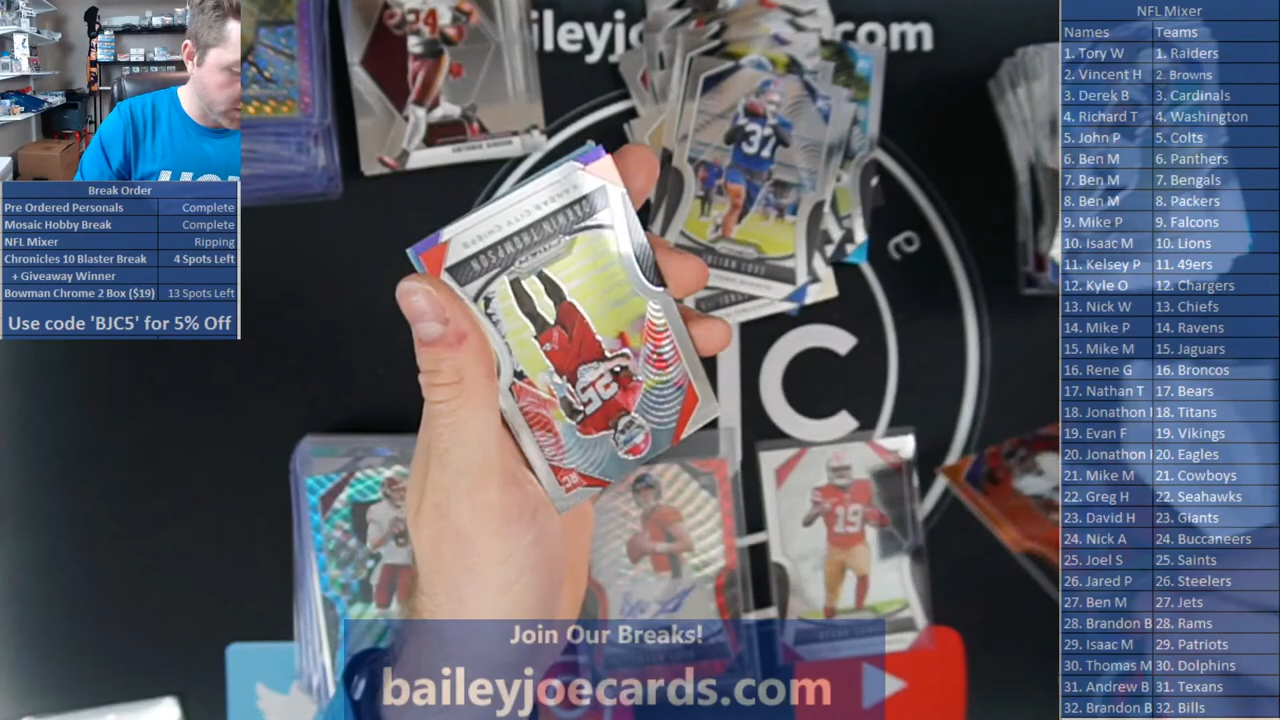 baileyjoecards.com
Break Order
Pre Ordered Personals Complete
Mosaic Hobby Break Complete
NFL Mixer Ripping
Chronicles 10 Blaster Break 4 Spots Left
+ Giveaway Winner
Bowman Chrome 2 Box ($19) 13 Spots Left
Use code 'BJC5' for 5% Off
24
37
KANSAS CITY CHIEFS
DARWIN THOMPSON
25
RC
C
19
Join Our Breaks!
baileyjoecards.com
NFL Mixer
Names Teams
1. Tory W 1. Raiders
2. Vincent H 2. Browns
3. Derek B 3. Cardinals
4. Richard T 4. Washington
5. John P 5. Colts
6. Ben M 6. Panthers
7. Ben M 7. Bengals
8. Ben M 8. Packers
9. Mike P 9. Falcons
10. Isaac M 10. Lions
11. Kelsey P 11. 49ers
12. Kyle O 12. Chargers
13. Nick W 13. Chiefs
14. Mike P 14. Ravens
15. Mike M 15. Jaguars
16. Rene G 16. Broncos
17. Nathan T 17. Bears
18. Jonathon 18. Titans
19. Evan F 19. Vikings
20. Jonathon 20. Eagles
21. Mike M 21. Cowboys
22. Greg H 22. Seahawks
23. David H 23. Giants
24. Nick A 24. Buccaneers
25. Joel S 25. Saints
26. Jared P 26. Steelers
27. Ben M 27. Jets
28. Brandon B 28. Rams
29. Isaac M 29. Patriots
30. Thomas M 30. Dolphins
31. Andrew B 31. Texans
32. Brandon B 32. Bills